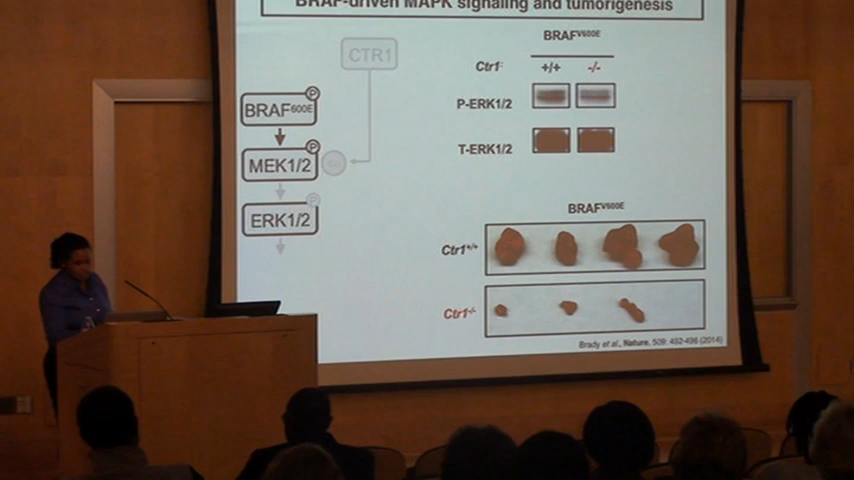 BRAF-driven MAPK signaling and tumorigenesis
CTR1
BRAF600E
P
MEK1/2
P
ERK1/2
P
BRAFV600E
Ctr1:
+/+
-/-
P-ERK1/2
T-ERK1/2
BRAFV600E
Ctr1+/+
Ctr1-/-
Brady et al., Nature, 509: 492-496 (2014)